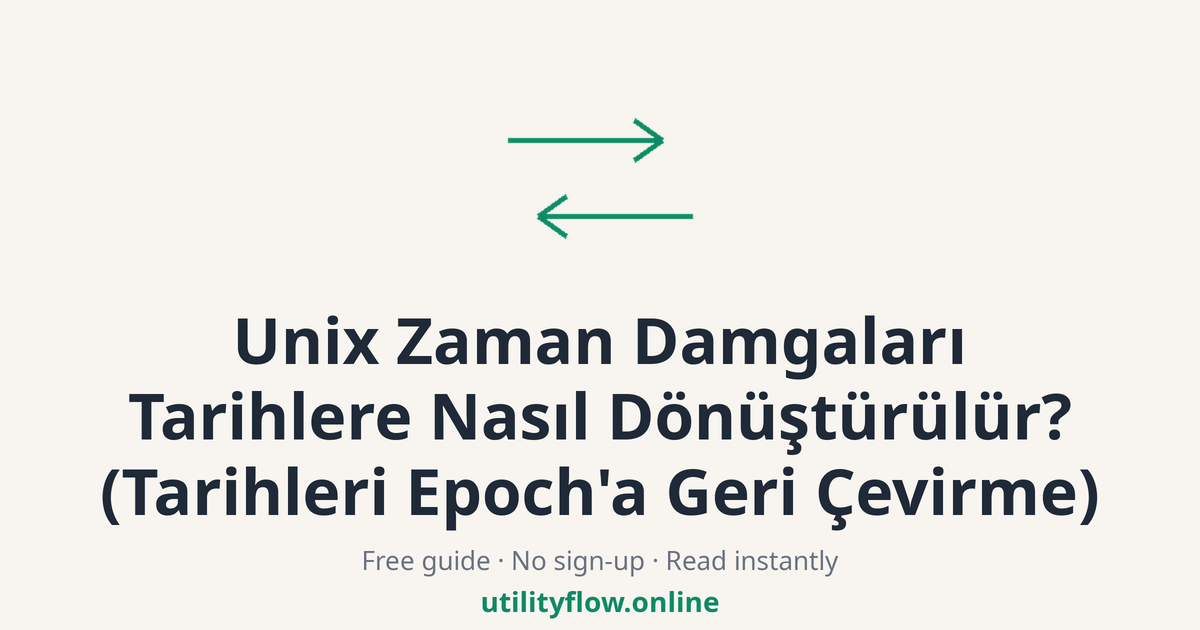 Unix Zaman Damgaları
Tarihlere Nasıl Dönüştürülür?
(Tarihleri Epoch'a Geri Çevirme)
Free guide · No sign-up · Read instantly
utilityflow.online